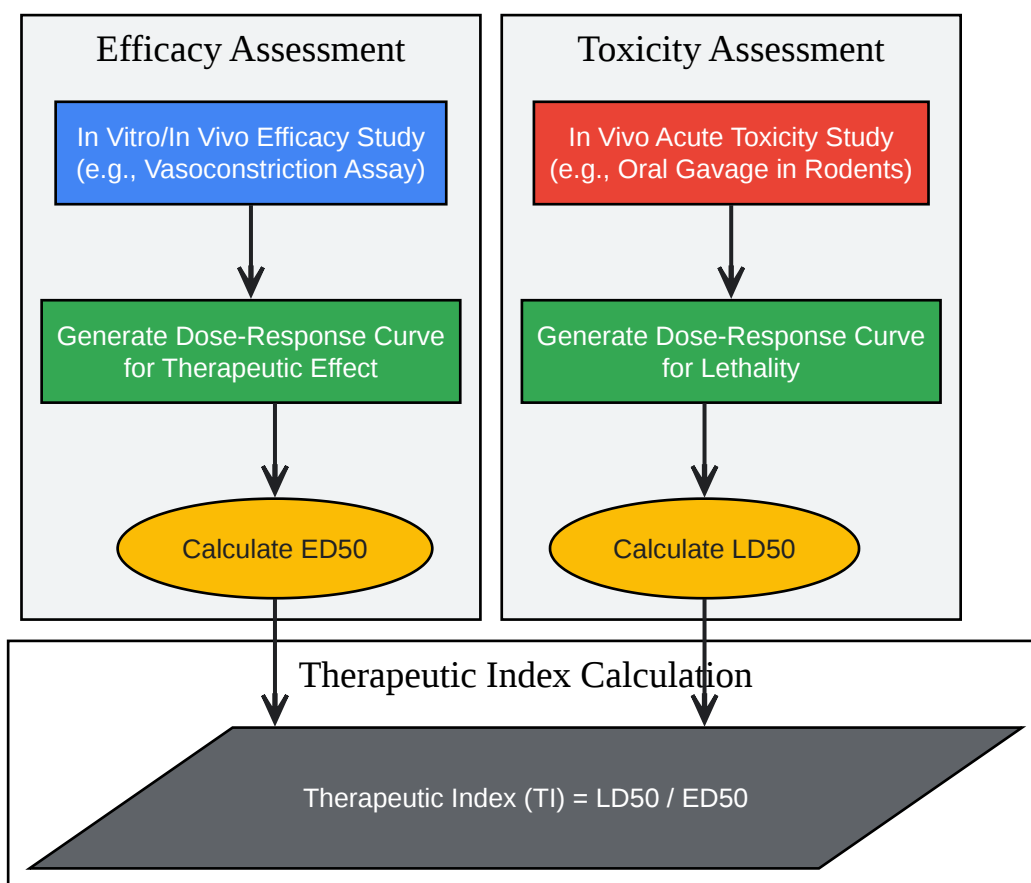 Efficacy Assessment
In Vitro/In Vivo Efficacy Study
(e.g., Vasoconstriction Assay)
Generate Dose-Response Curve
for Therapeutic Effect
Calculate ED50
Toxicity Assessment
In Vivo Acute Toxicity Study
(e.g., Oral Gavage in Rodents)
Generate Dose-Response Curve
for Lethality
Calculate LD50
Therapeutic Index Calculation
Therapeutic Index (TI) = LD50 / ED50